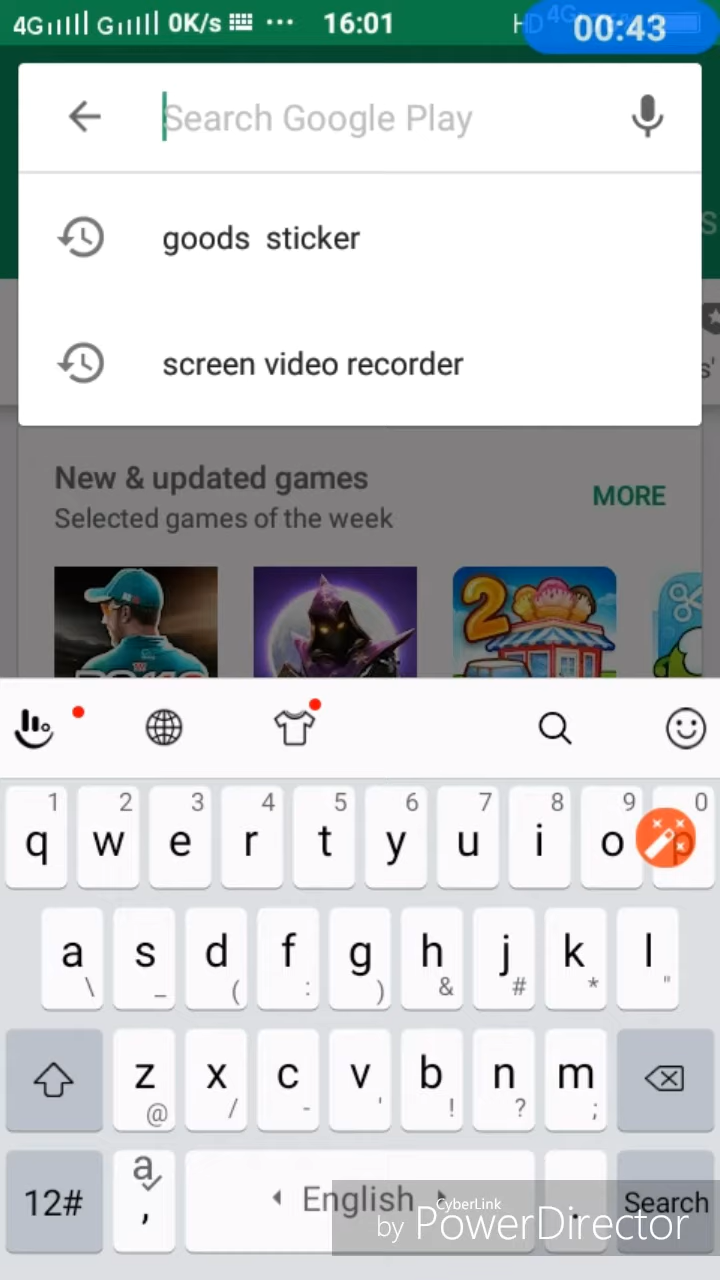 4G G 0K/s ··· 16:01 HD 4G 00:43
Search Google Play
goods sticker
screen video recorder
New & updated games
MORE
Selected games of the week
2
1 2 3 4 5 6 7 8 9 0
q w e r t y u i o p
a s d f g h j k l
\ _ ( : ) & # * "
z x c v b n m
@ / - ' ! ? ;
12# a , English . Search
CyberLink
by PowerDirector